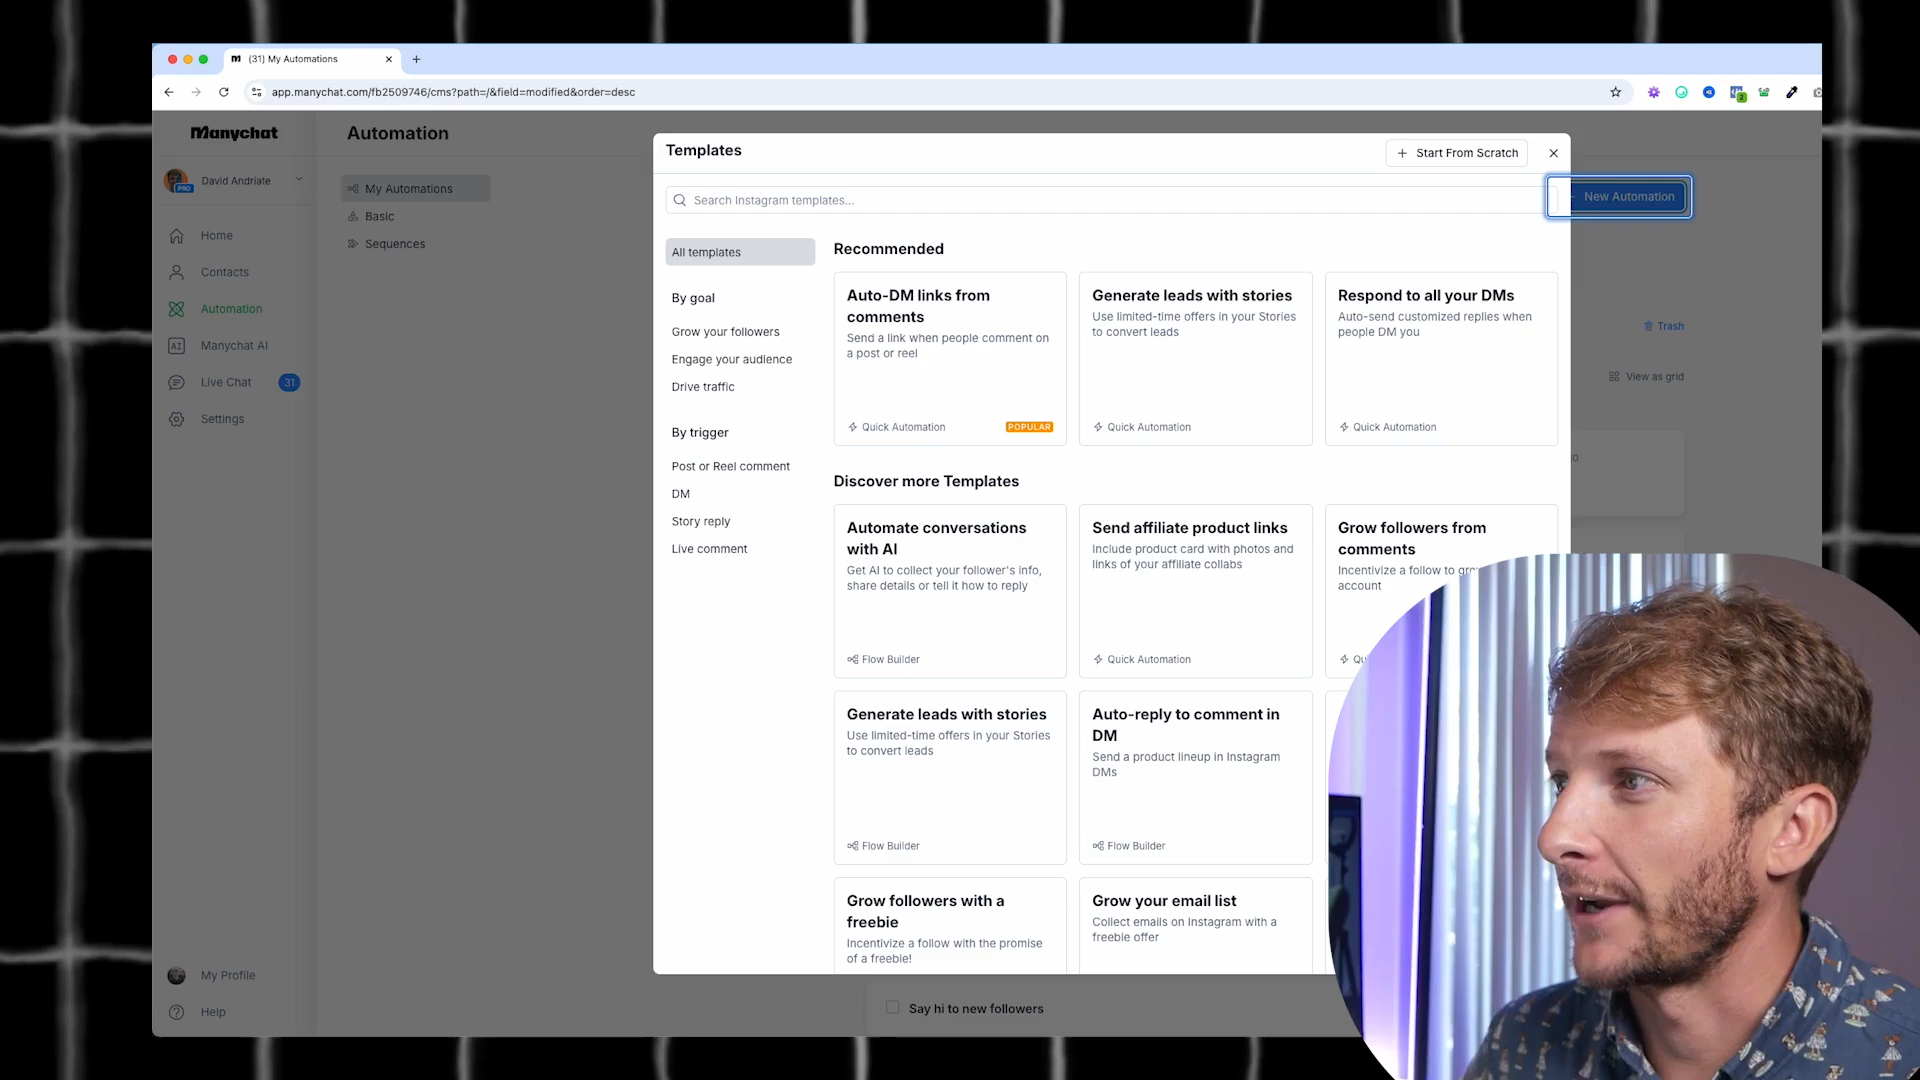 (31) My Automations
app.manychat.com/fb2509746/cms?path=/&field=modified&order=desc
2
Manychat
Automation
David Andriate
PRO
My Automations
Basic
Sequences
Home
Contacts
Automation
AI
Manychat AI
Live Chat
31
Settings
My Profile
Help
Templates
+ Start From Scratch
Search Instagram templates...
New Automation
Trash
View as grid
All templates
By goal
Grow your followers
Engage your audience
Drive traffic
By trigger
Post or Reel comment
DM
Story reply
Live comment
Recommended
Auto-DM links from
comments
Send a link when people comment on
a post or reel
Quick Automation
POPULAR
Generate leads with stories
Use limited-time offers in your Stories
to convert leads
Quick Automation
Respond to all your DMs
Auto-send customized replies when
people DM you
Quick Automation
Discover more Templates
Automate conversations
with AI
Get AI to collect your follower's info,
share details or tell it how to reply
Flow Builder
Send affiliate product links
Include product card with photos and
links of your affiliate collabs
Quick Automation
Grow followers from
comments
Incentivize a follow to
account
Generate leads with stories
Use limited-time offers in your Stories
to convert leads
Flow Builder
Auto-reply to comment in
DM
Send a product lineup in Instagram
DMs
Flow Builder
Grow followers with a
freebie
Incentivize a follow with the promise
of a freebie!
Grow your email list
Collect emails on Instagram with a
freebie offer
Say hi to new followers